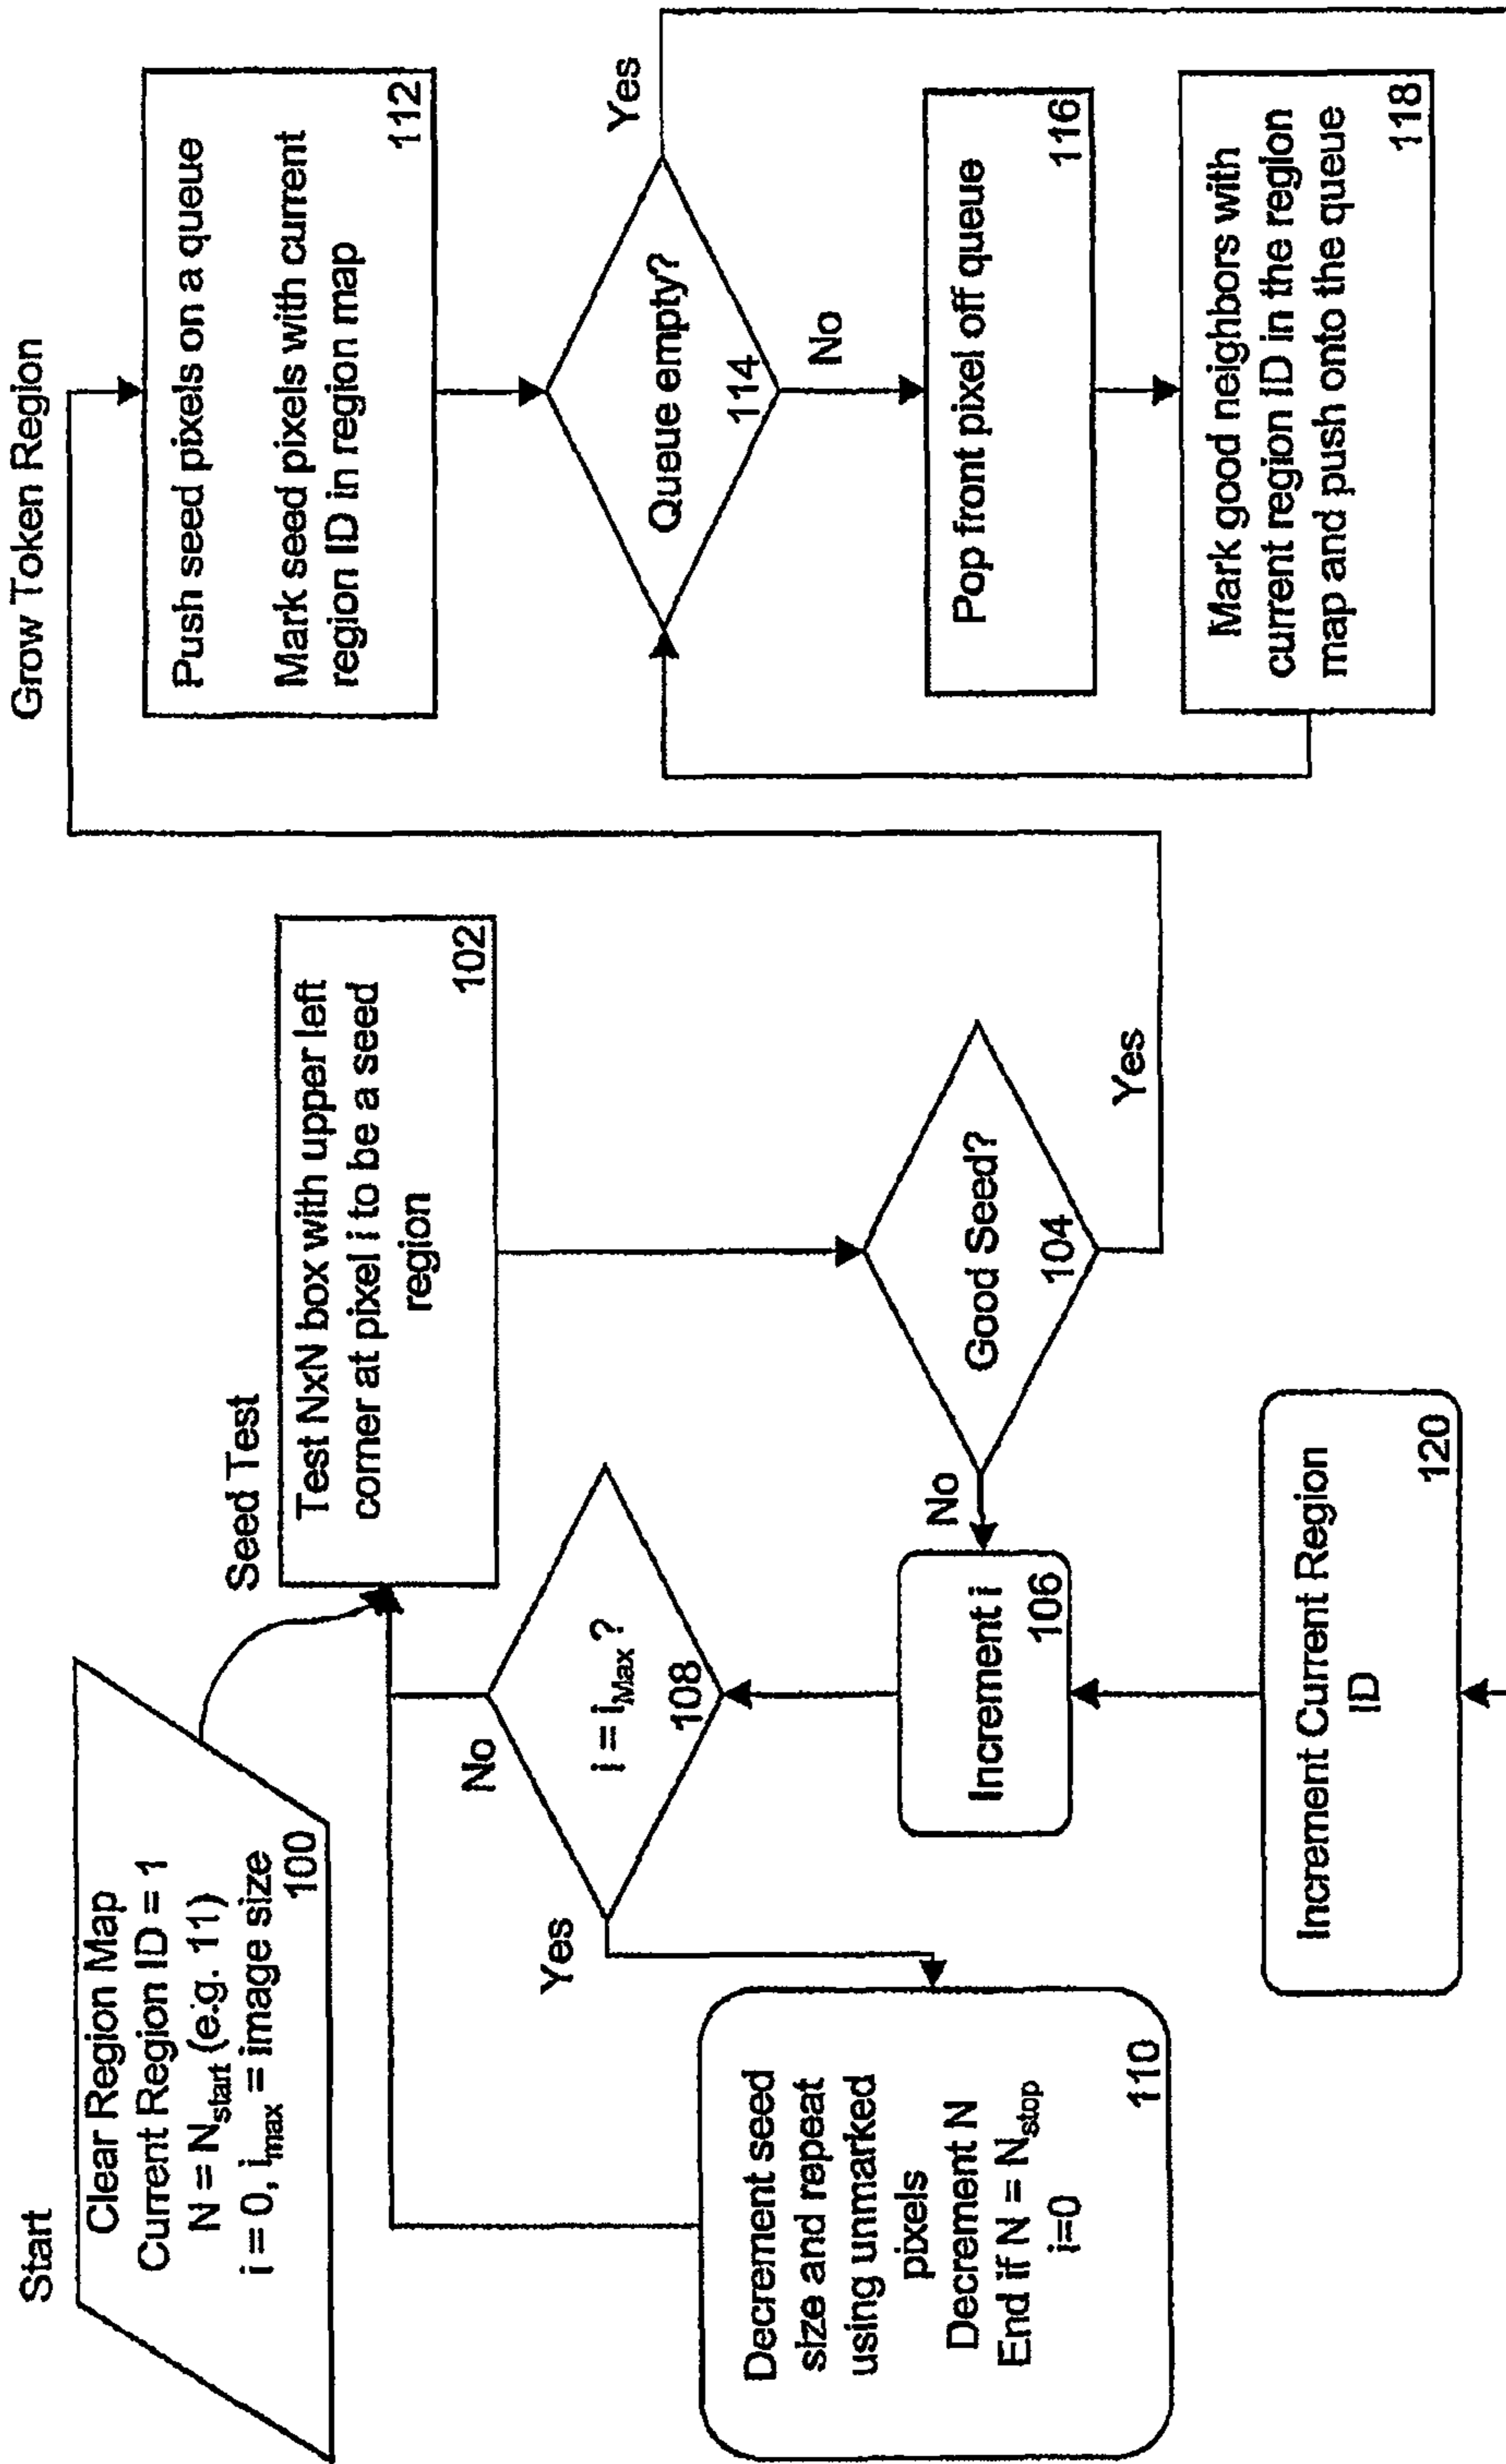 Start
Clear Region Map
Current Region ID = 1
N = Nstart (e.g. 11)
i = 0, imax = image size
100
Seed Test
Test NxN box with upper left
corner at pixel i to be a seed
region
102
Good Seed?
104
No
Yes
Increment i
106
i = iMax?
108
No
Yes
Decrement seed
size and repeat
using unmarked
pixels
Decrement N
End if N = Nstop
i=0
110
Grow Token Region
Push seed pixels on a queue
Mark seed pixels with current
region ID in region map
112
Queue empty?
114
Yes
No
Pop front pixel off queue
116
Mark good neighbors with
current region ID in the region
map and push onto the queue
118
Increment Current Region
ID
120